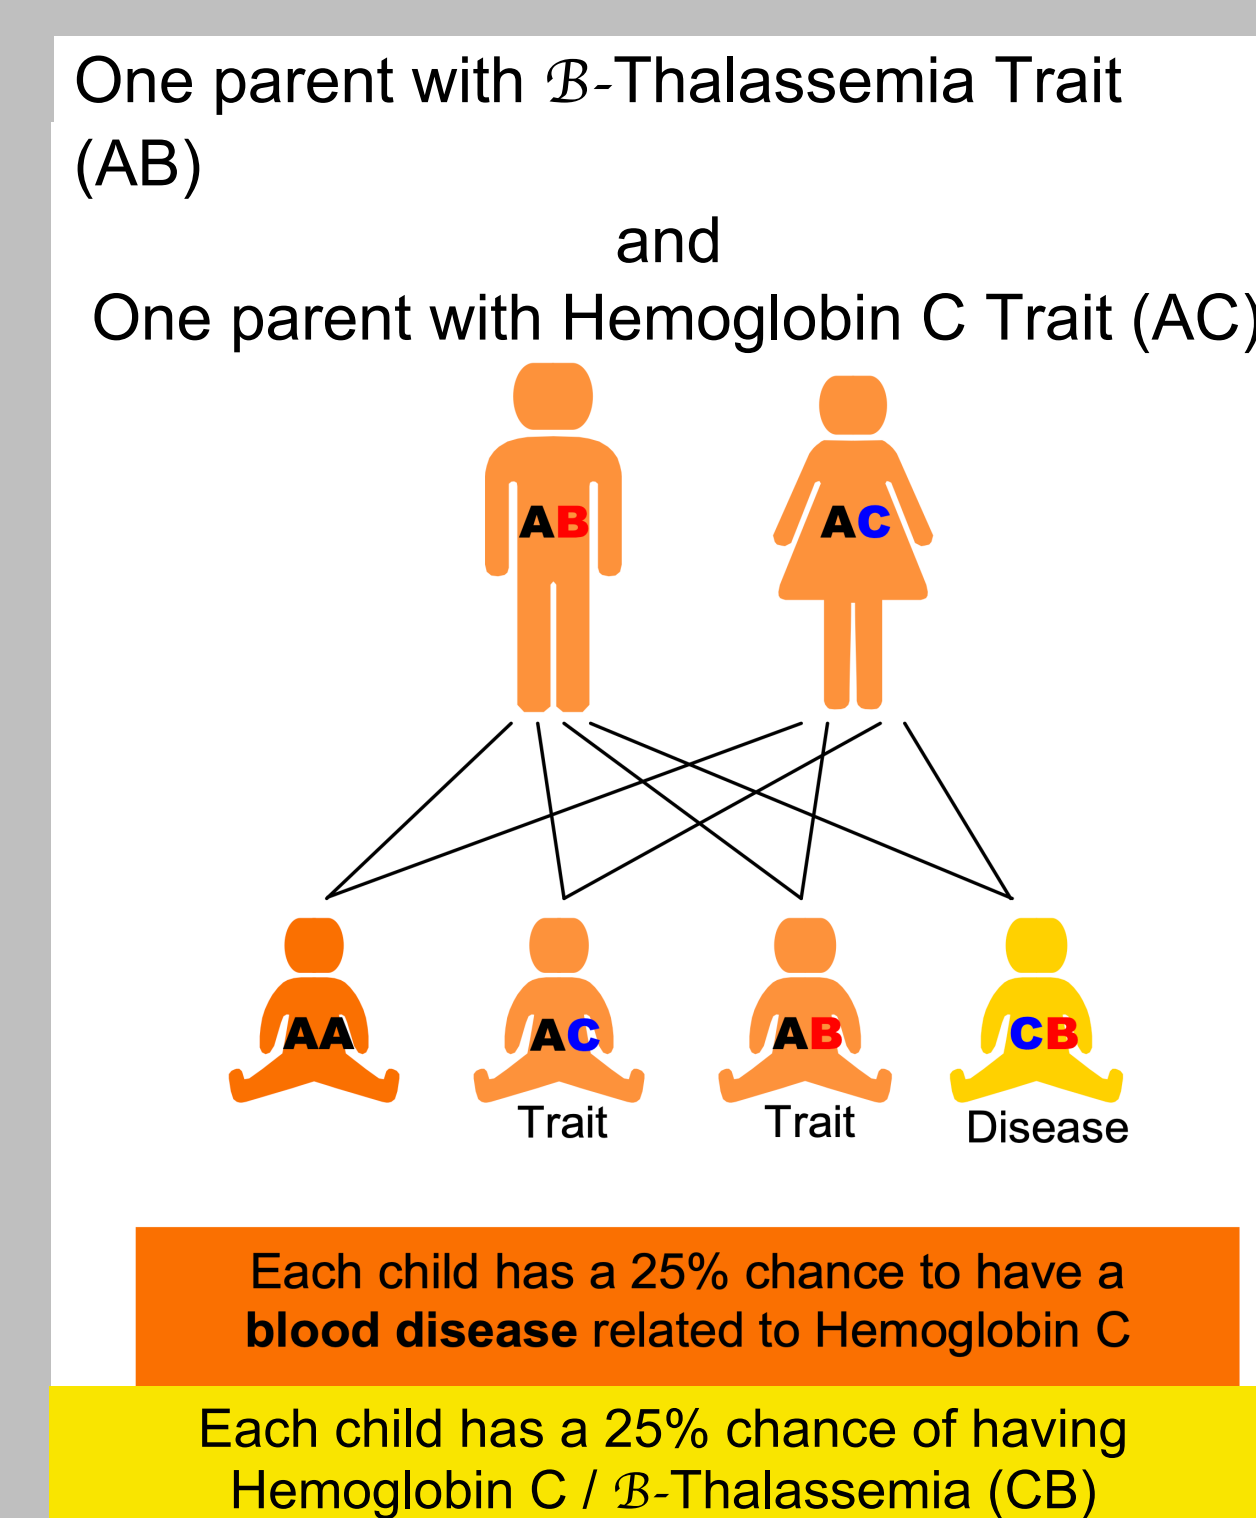 One parent with ℬ-Thalassemia Trait
(AB)
and
One parent with Hemoglobin C Trait (AC)
AB AC
AA AC AB CB
Trait Trait Disease
Each child has a 25% chance to have a
blood disease related to Hemoglobin C
Each child has a 25% chance of having
Hemoglobin C / ℬ-Thalassemia (CB)